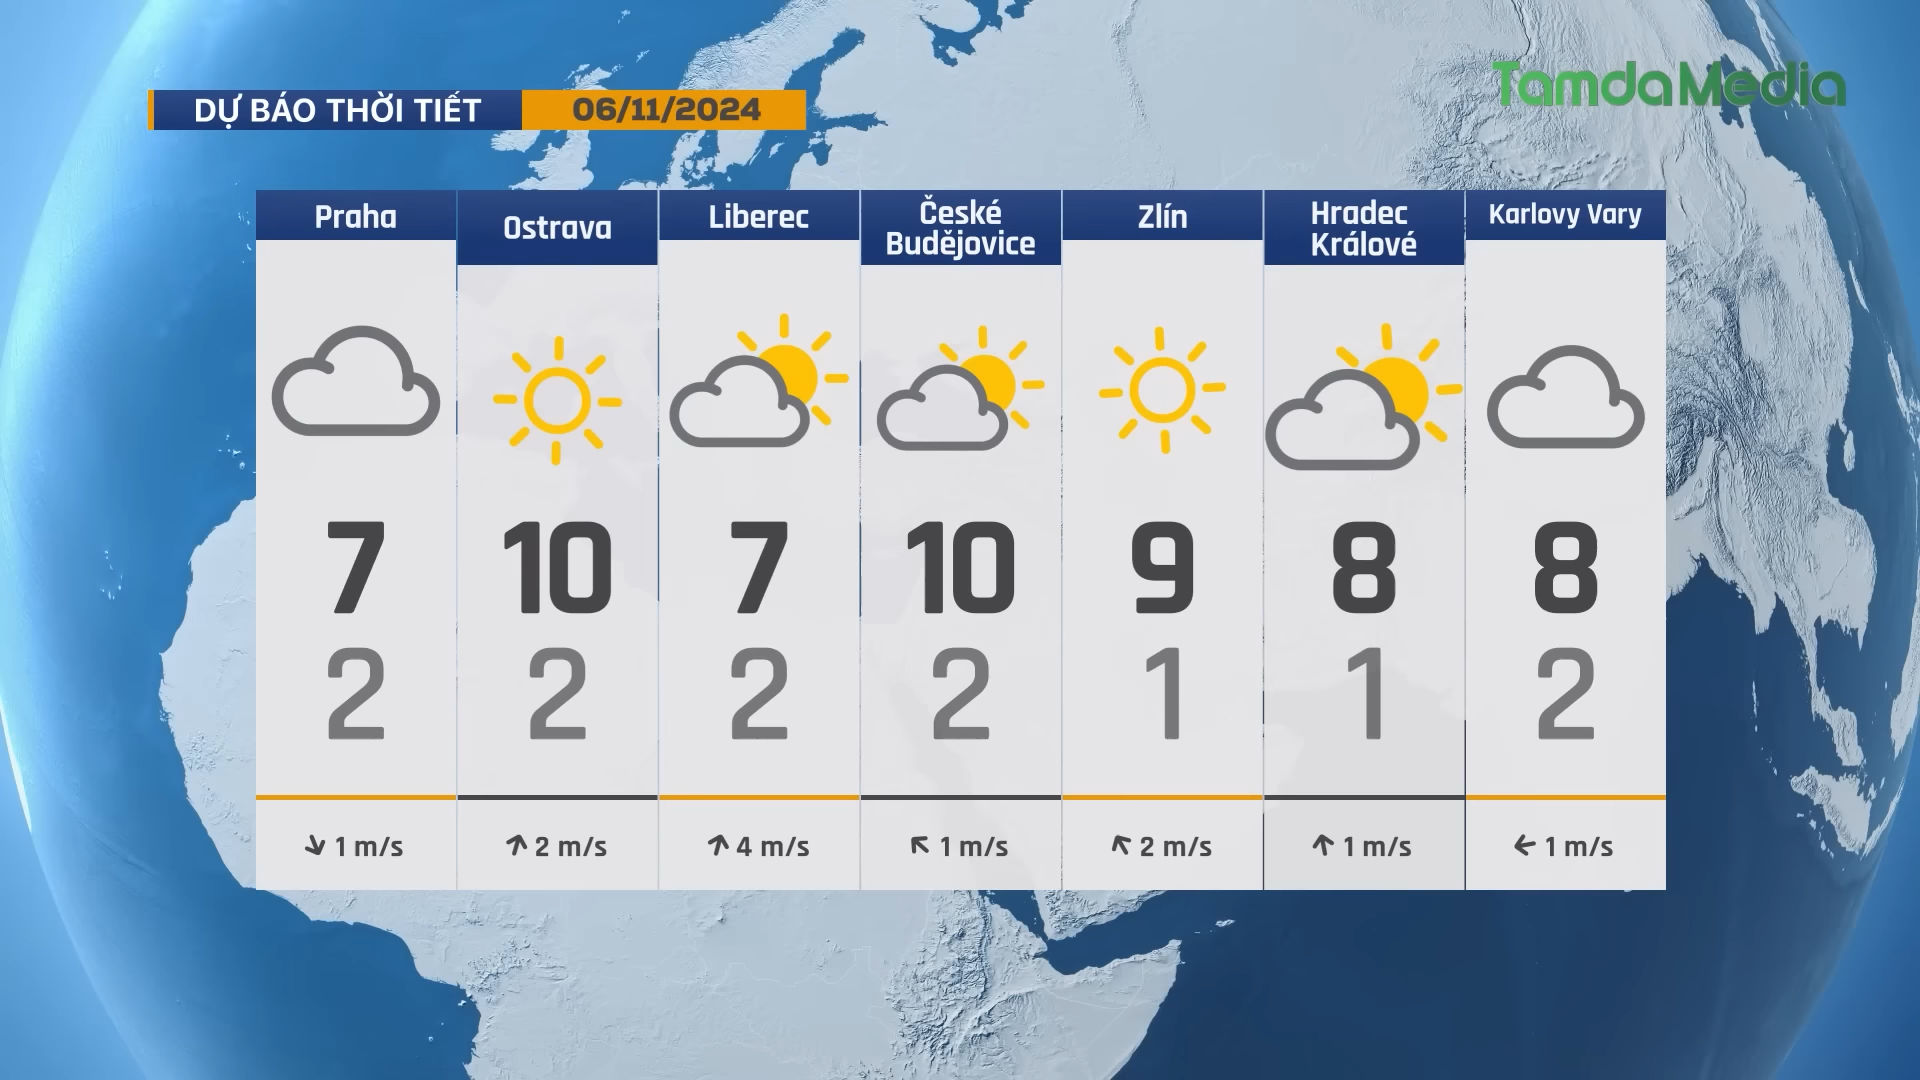 DỰ BÁO THỜI TIẾT 06/11/2024
TamdaMedia
Praha
7
2
1 m/s
Ostrava
10
2
2 m/s
Liberec
7
2
4 m/s
České
Budějovice
10
2
1 m/s
Zlín
9
1
2 m/s
Hradec
Králové
8
1
1 m/s
Karlovy Vary
8
2
1 m/s